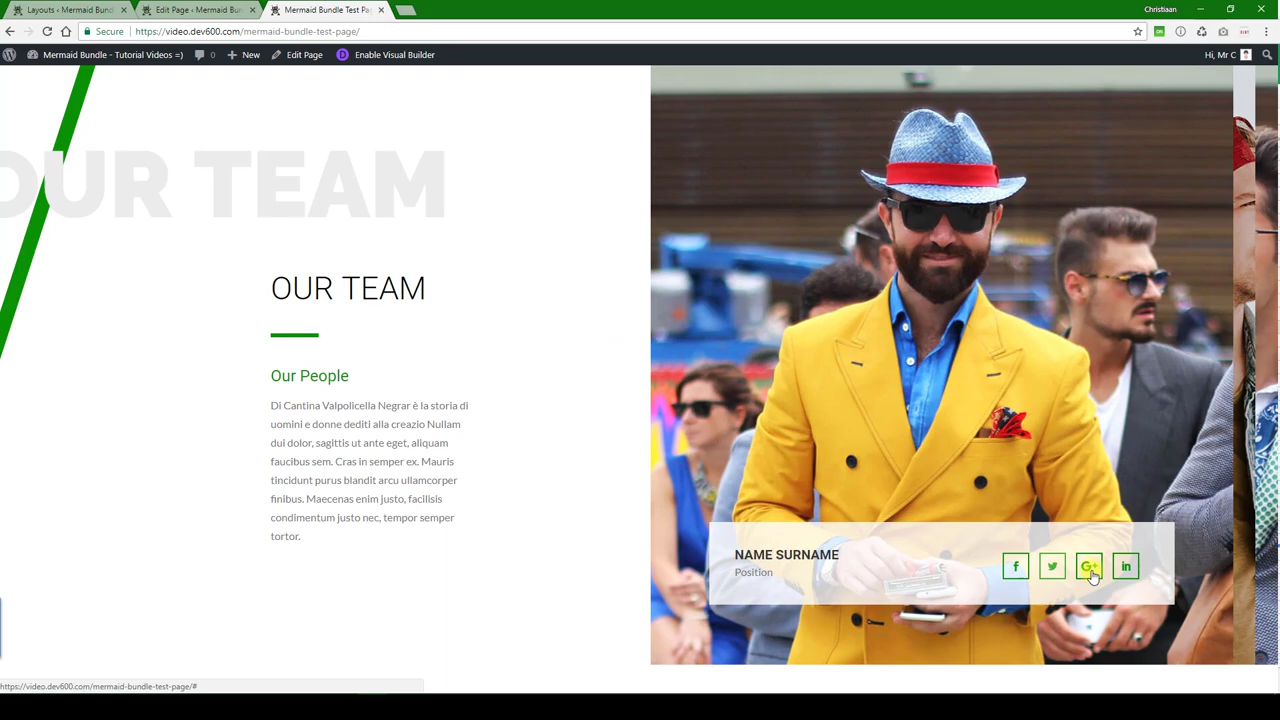 Layouts ‹ Mermaid Bund
Edit Page ‹ Mermaid Bun
Mermaid Bundle Test Pa
Christiaan
Secure
https://video.dev600.com/mermaid-bundle-test-page/
Mermaid Bundle - Tutorial Videos =)
0
New
Edit Page
Enable Visual Builder
Hi, Mr C
OUR TEAM
OUR TEAM
Our People
Di Cantina Valpolicella Negrar è la storia di
uomini e donne dediti alla creazio Nullam
dui dolor, sagittis ut ante eget, aliquam
faucibus sem. Cras in semper ex. Mauris
tincidunt purus blandit arcu ullamcorper
finibus. Maecenas enim justo, facilisis
condimentum justo nec, tempor semper
tortor.
NAME SURNAME
Position
f
G+
in
https://video.dev600.com/mermaid-bundle-test-page/#